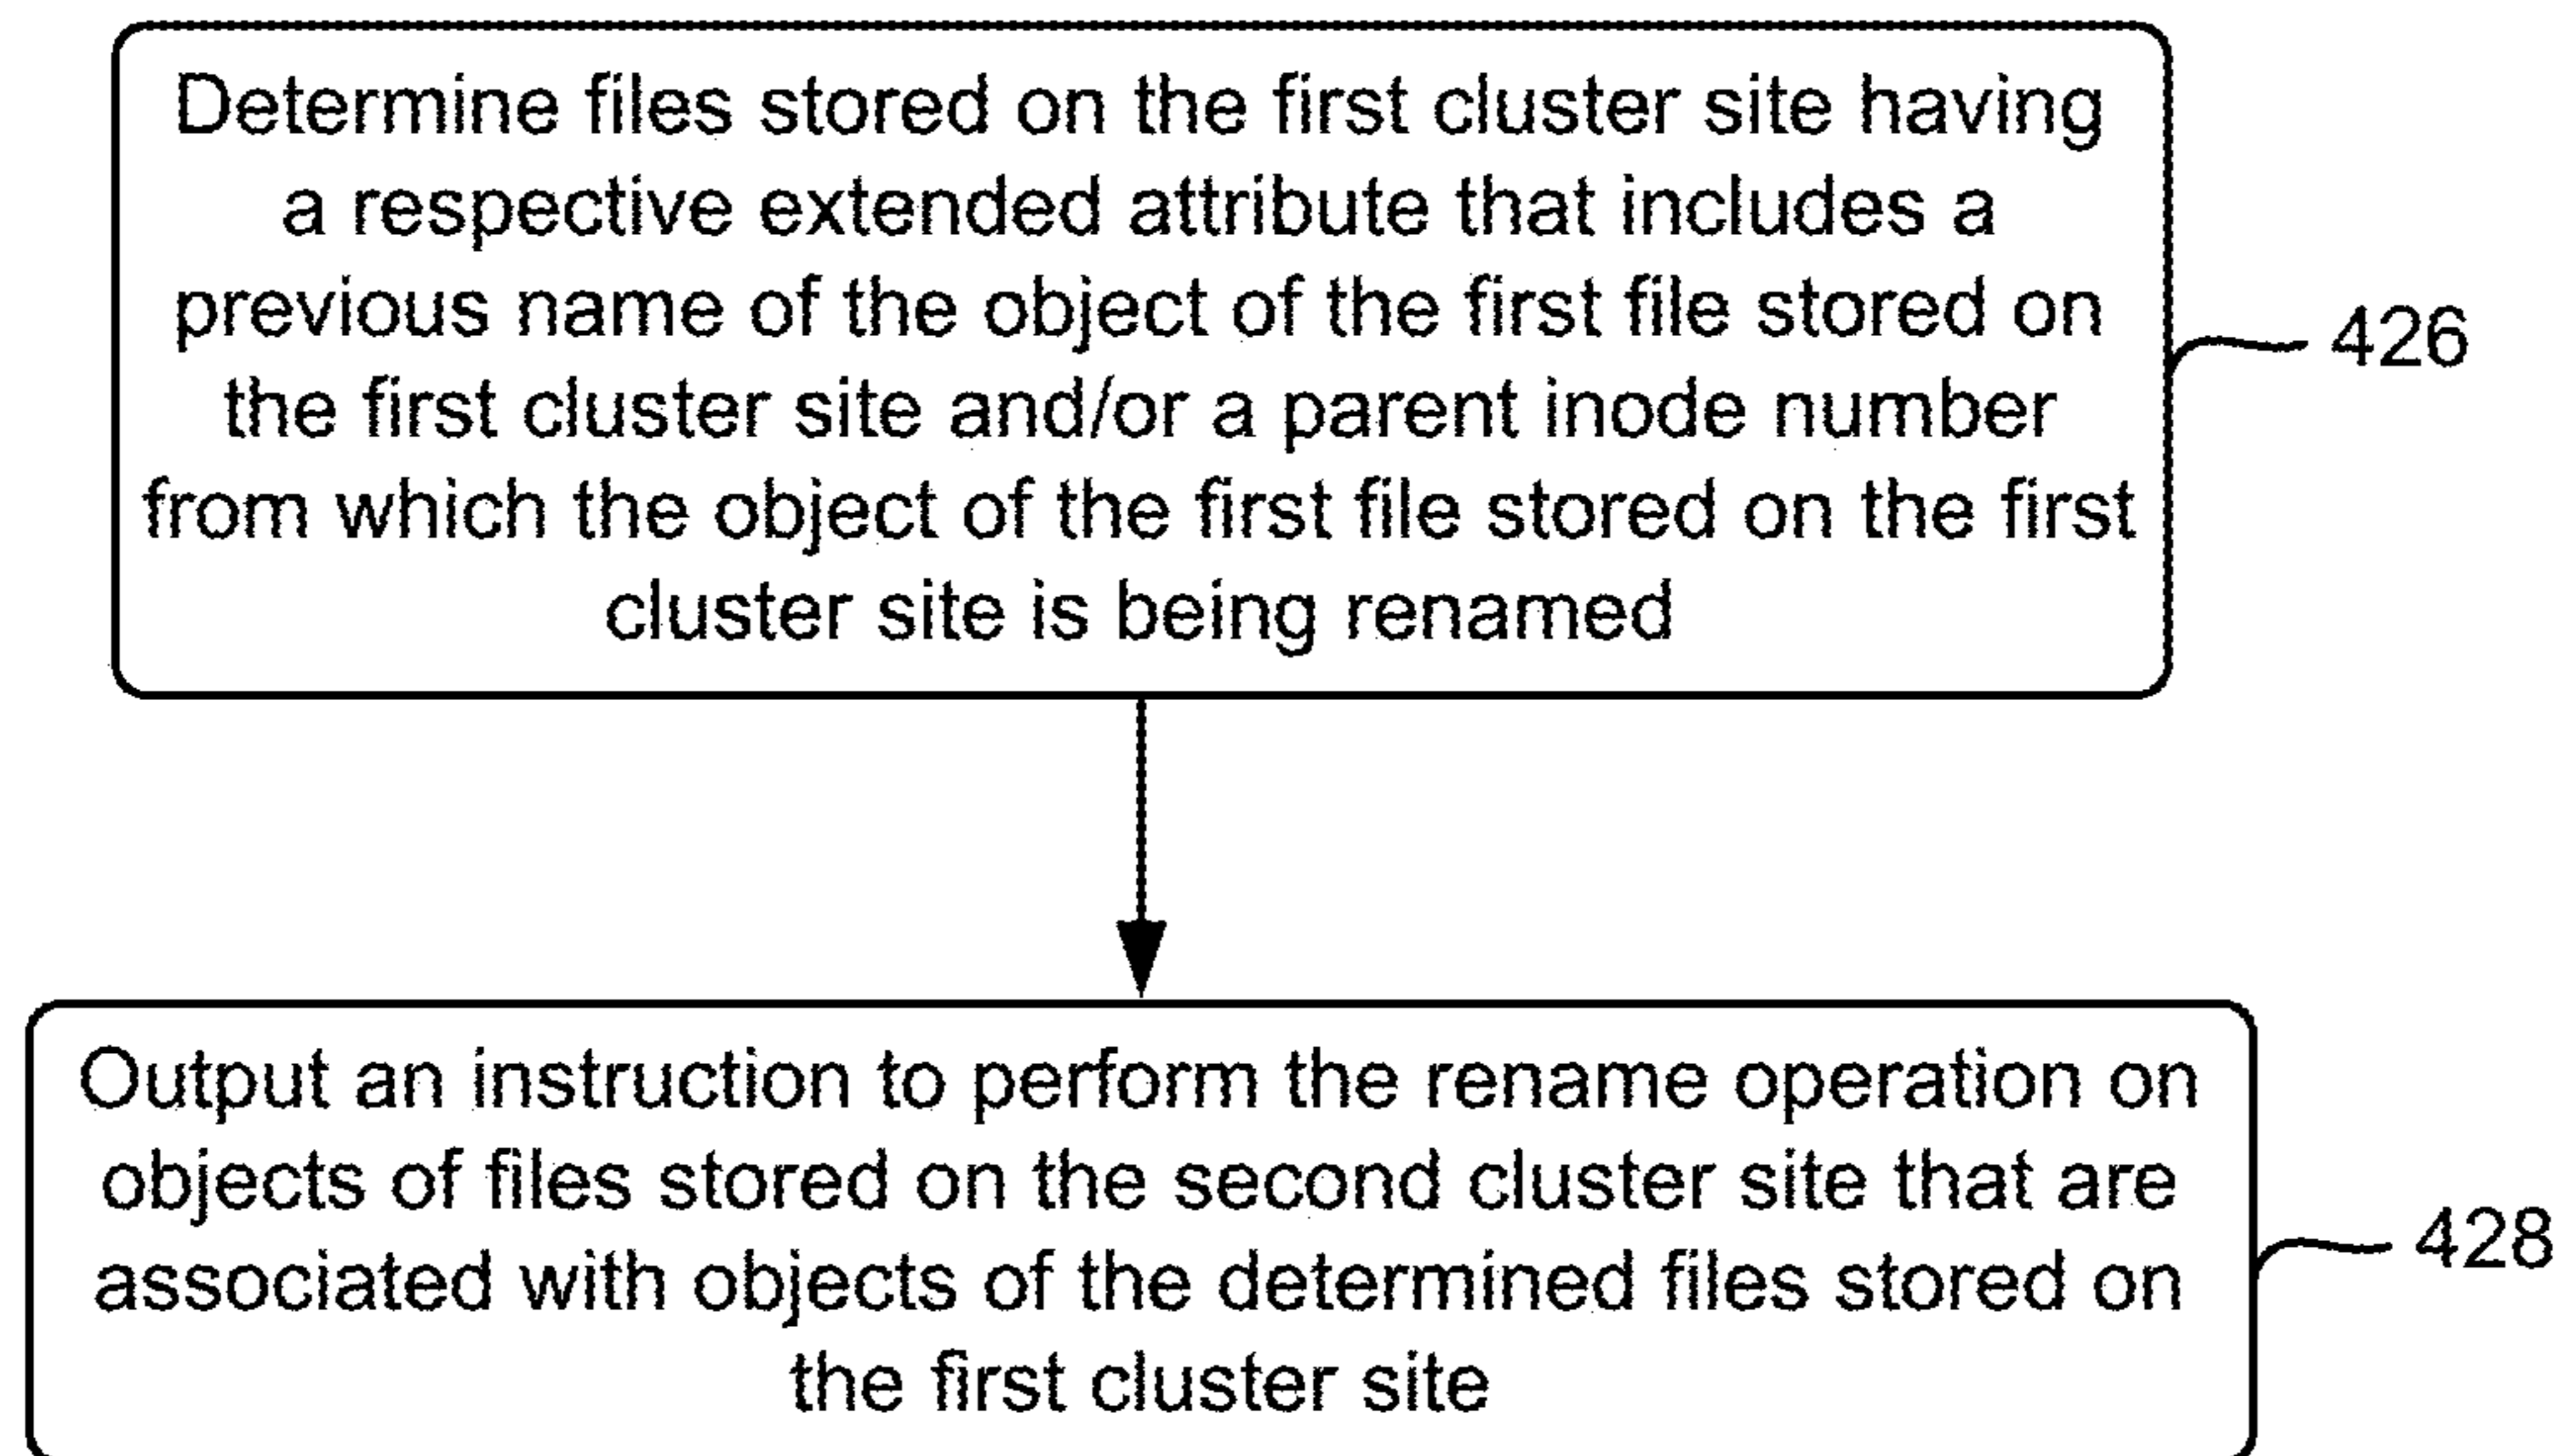 Determine files stored on the first cluster site having
a respective extended attribute that includes a
previous name of the object of the first file stored on
the first cluster site and/or a parent inode number
from which the object of the first file stored on the first
cluster site is being renamed
426
Output an instruction to perform the rename operation on
objects of files stored on the second cluster site that are
associated with objects of the determined files stored on
the first cluster site
428